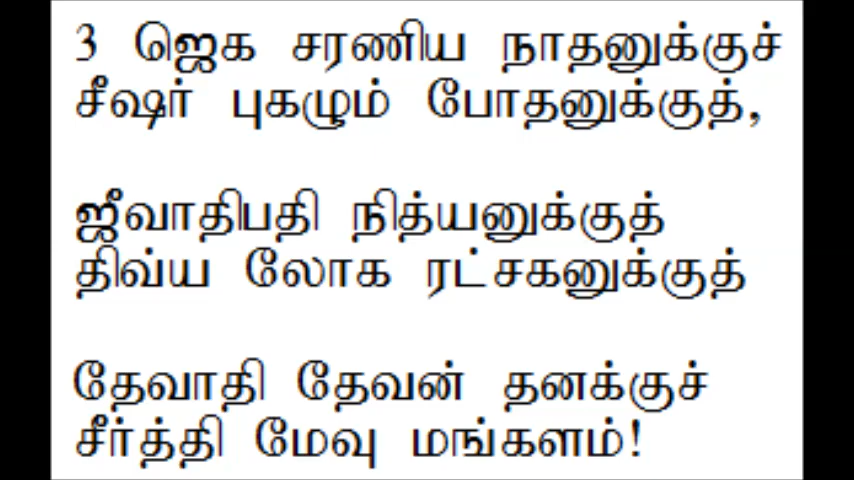 3 ஜெக சரணிய நாதனுக்குச்
சீஷர் புகழும் போதனுக்குத்,
ஜீவாதிபதி நித்யனுக்குத்
திவ்ய லோக ரட்சகனுக்குத்
தேவாதி தேவன் தனக்குச்
சீர்த்தி மேவு மங்களம்!